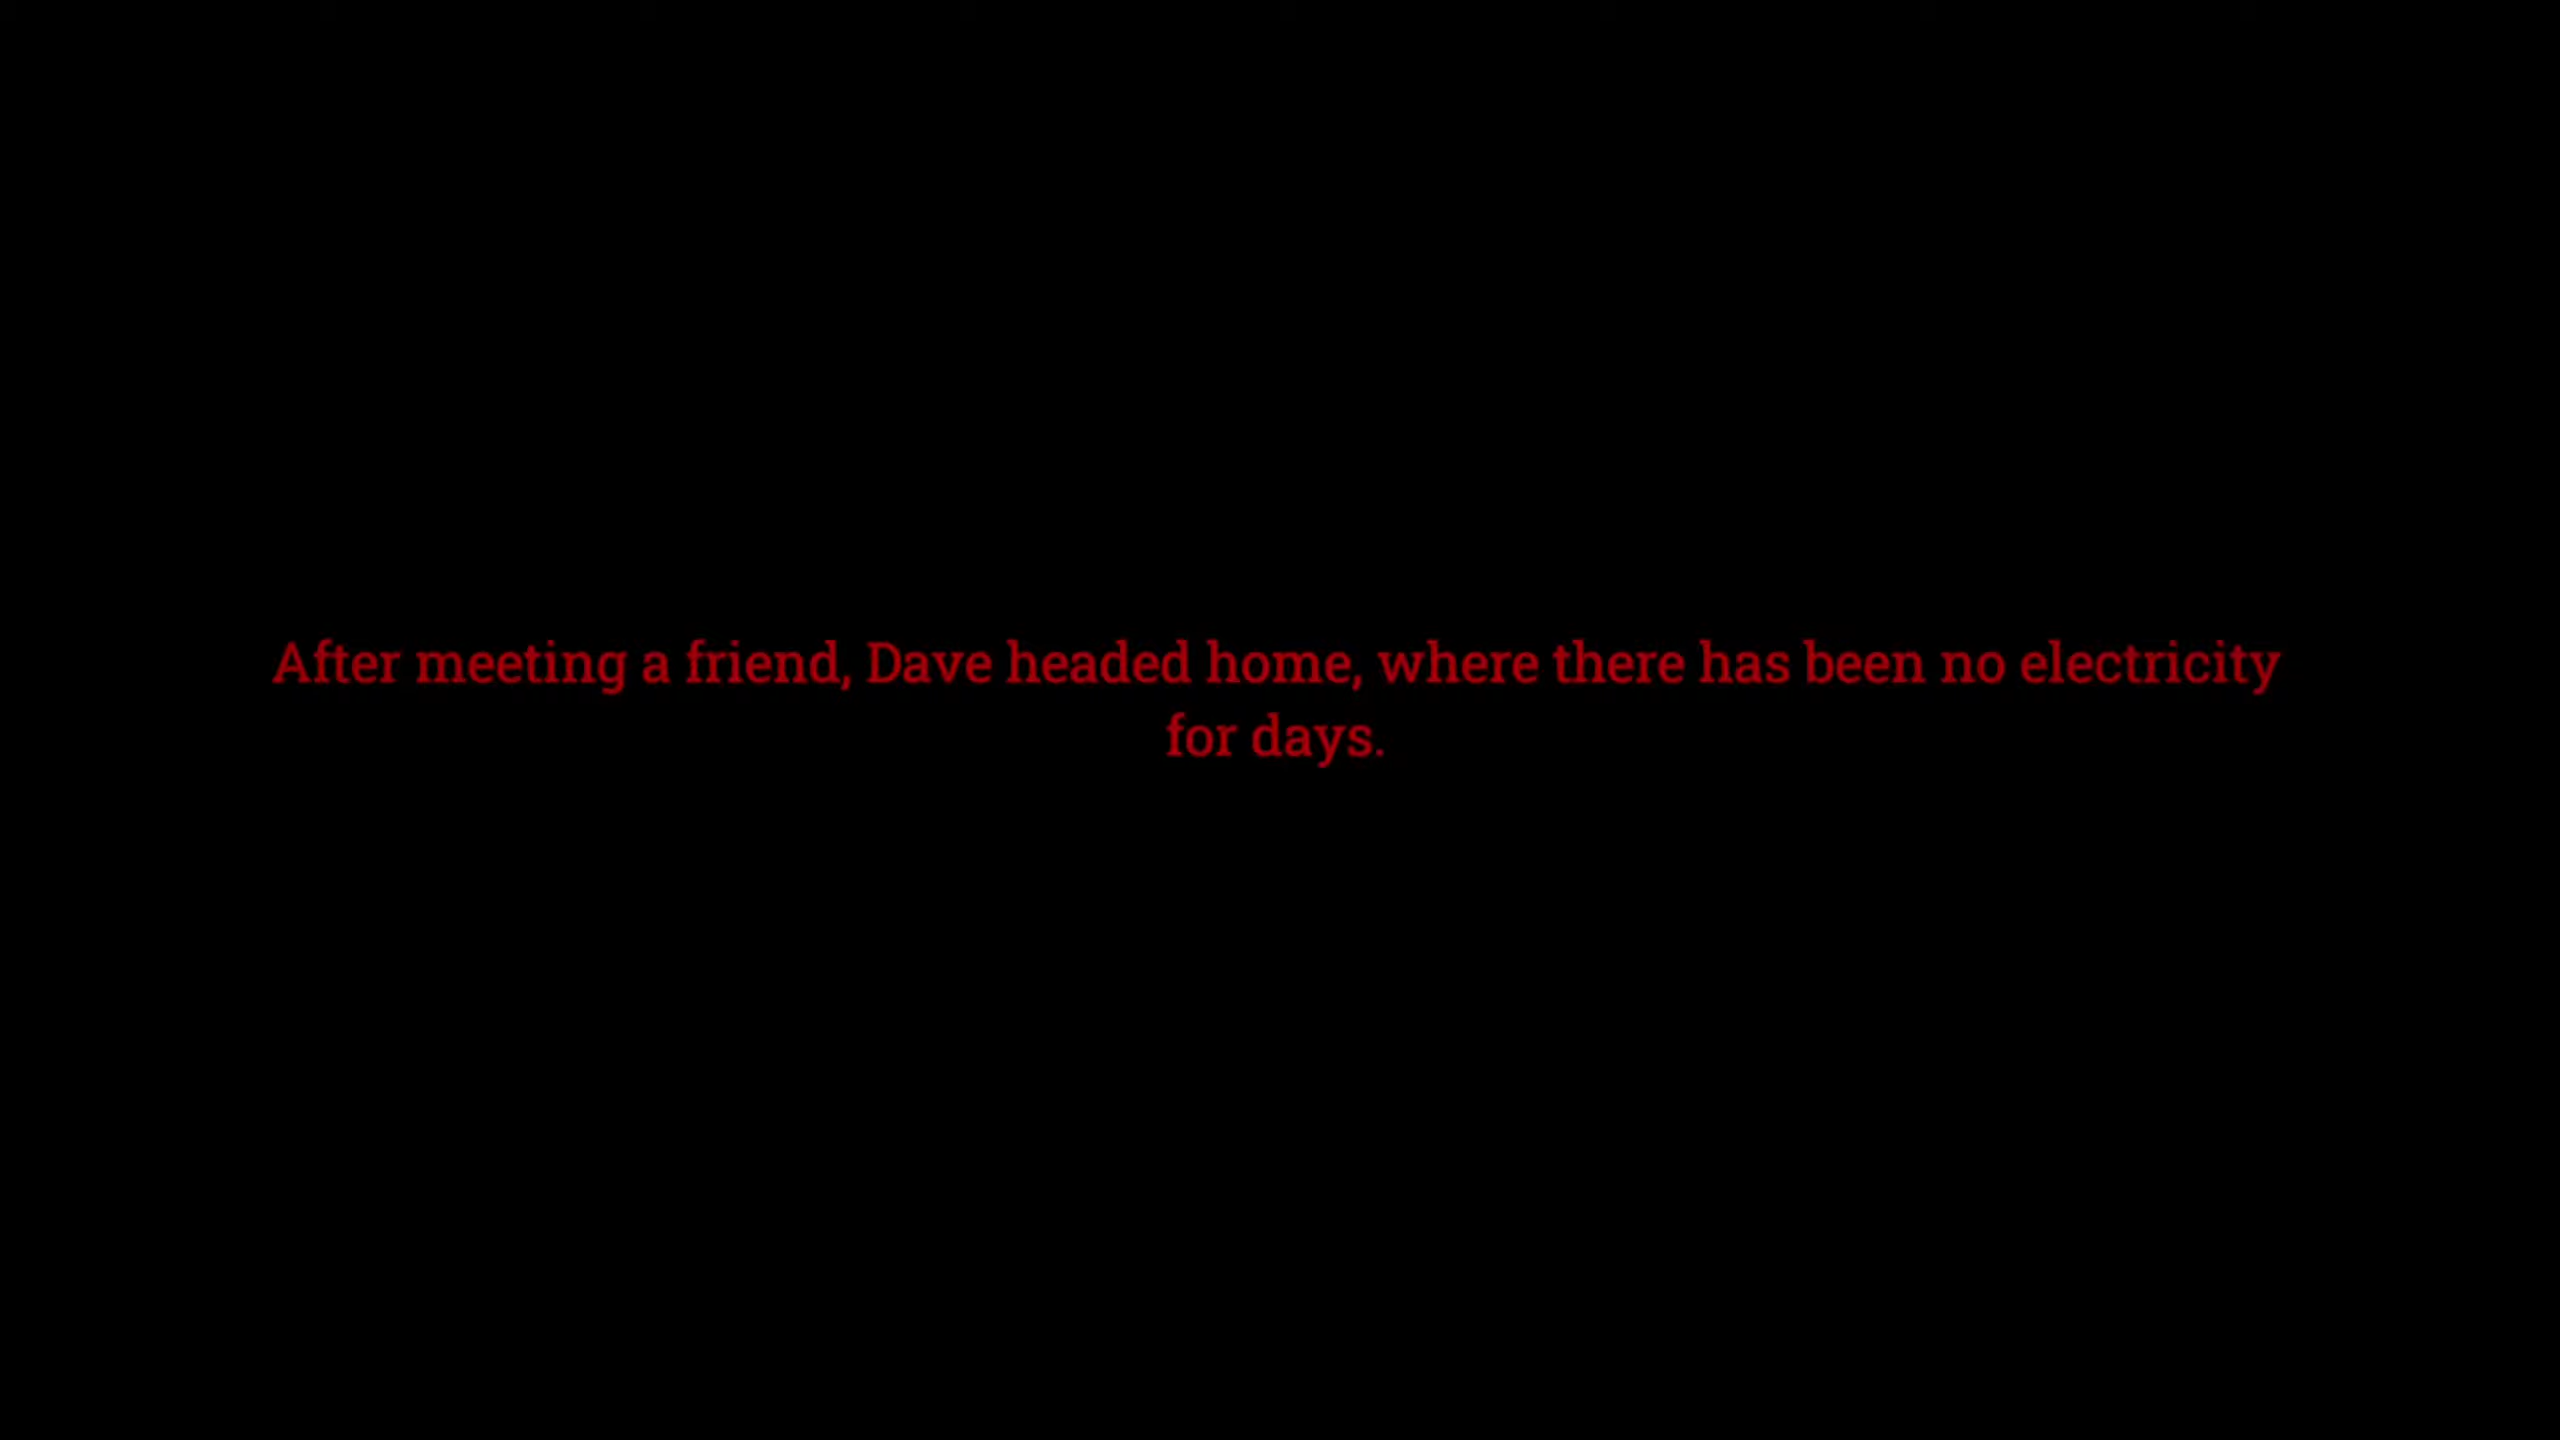 After meeting a friend, Dave headed home, where there has been no electricity
for days.